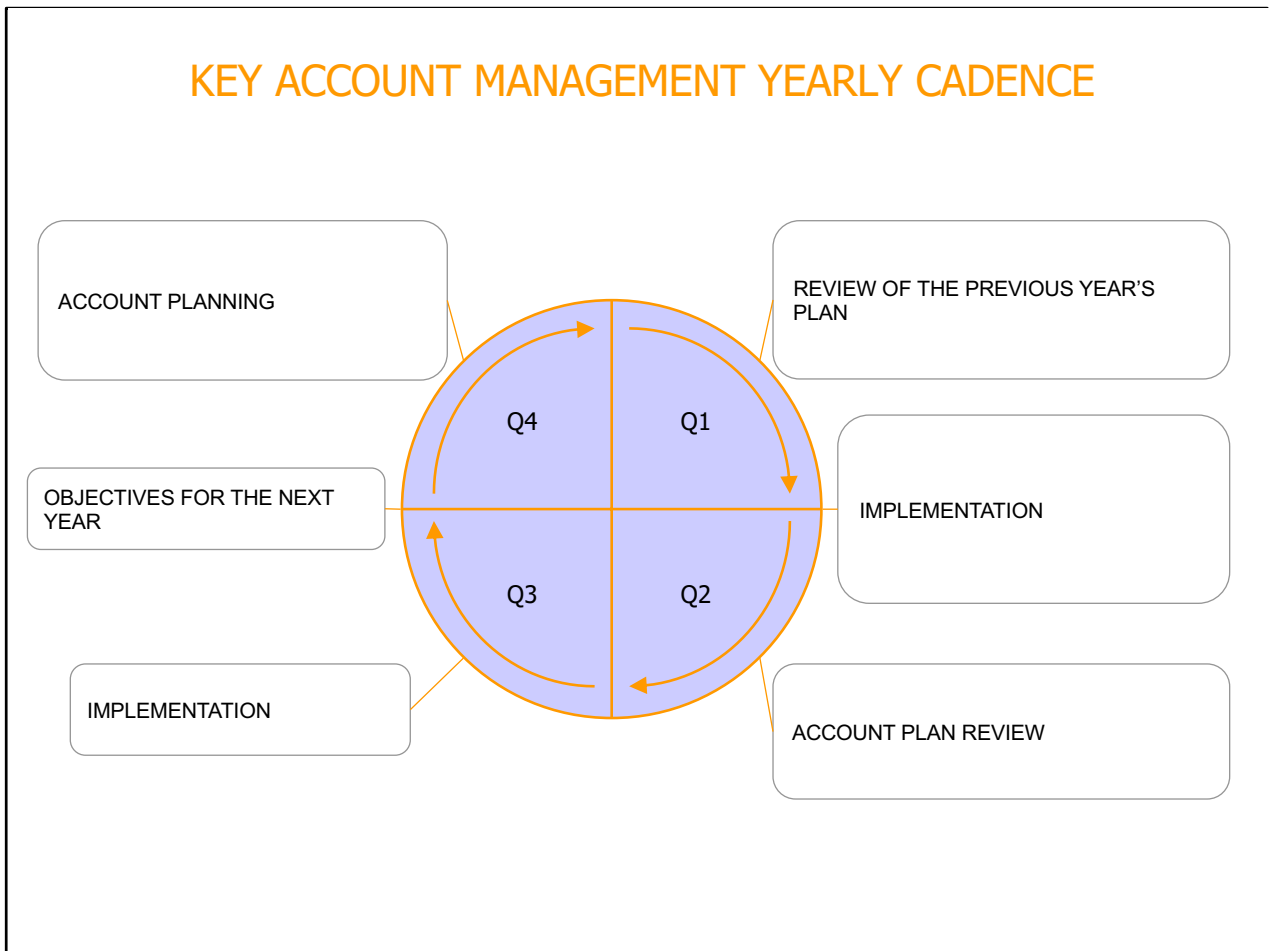 KEY ACCOUNT MANAGEMENT YEARLY CADENCE
ACCOUNT PLANNING
REVIEW OF THE PREVIOUS YEAR’S
PLAN
Q4
Q1
OBJECTIVES FOR THE NEXT
YEAR
IMPLEMENTATION
Q3
Q2
IMPLEMENTATION
ACCOUNT PLAN REVIEW